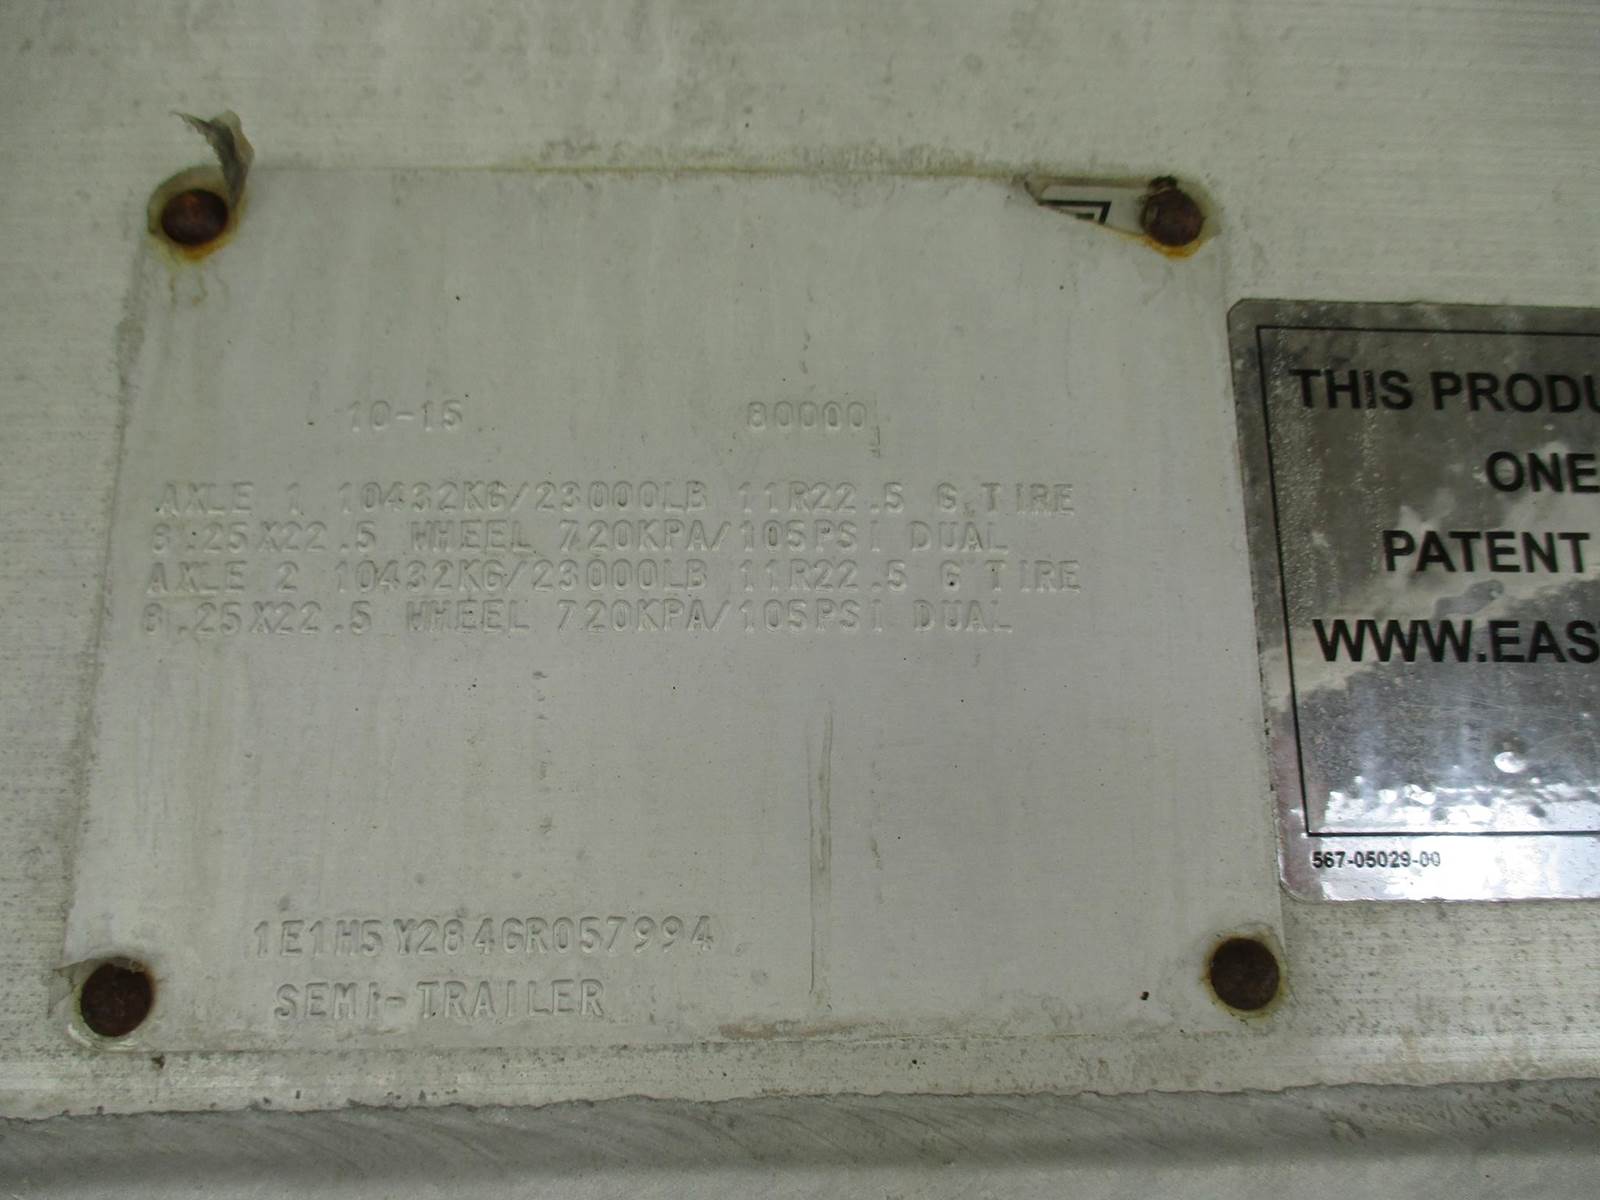 10-15 80000
AXLE 1 10432KG/23000LB 11R22.5 G TIRE
8.25X22.5 WHEEL 720KPA/105PSI DUAL
AXLE 2 10432KG/23000LB 11R22.5 G TIRE
8.25X22.5 WHEEL 720KPA/105PSI DUAL
1E1H5Y284GR057994
SEMI-TRAILER
THIS PRODU
ONE
PATENT
WWW.EAS
567-05029-00